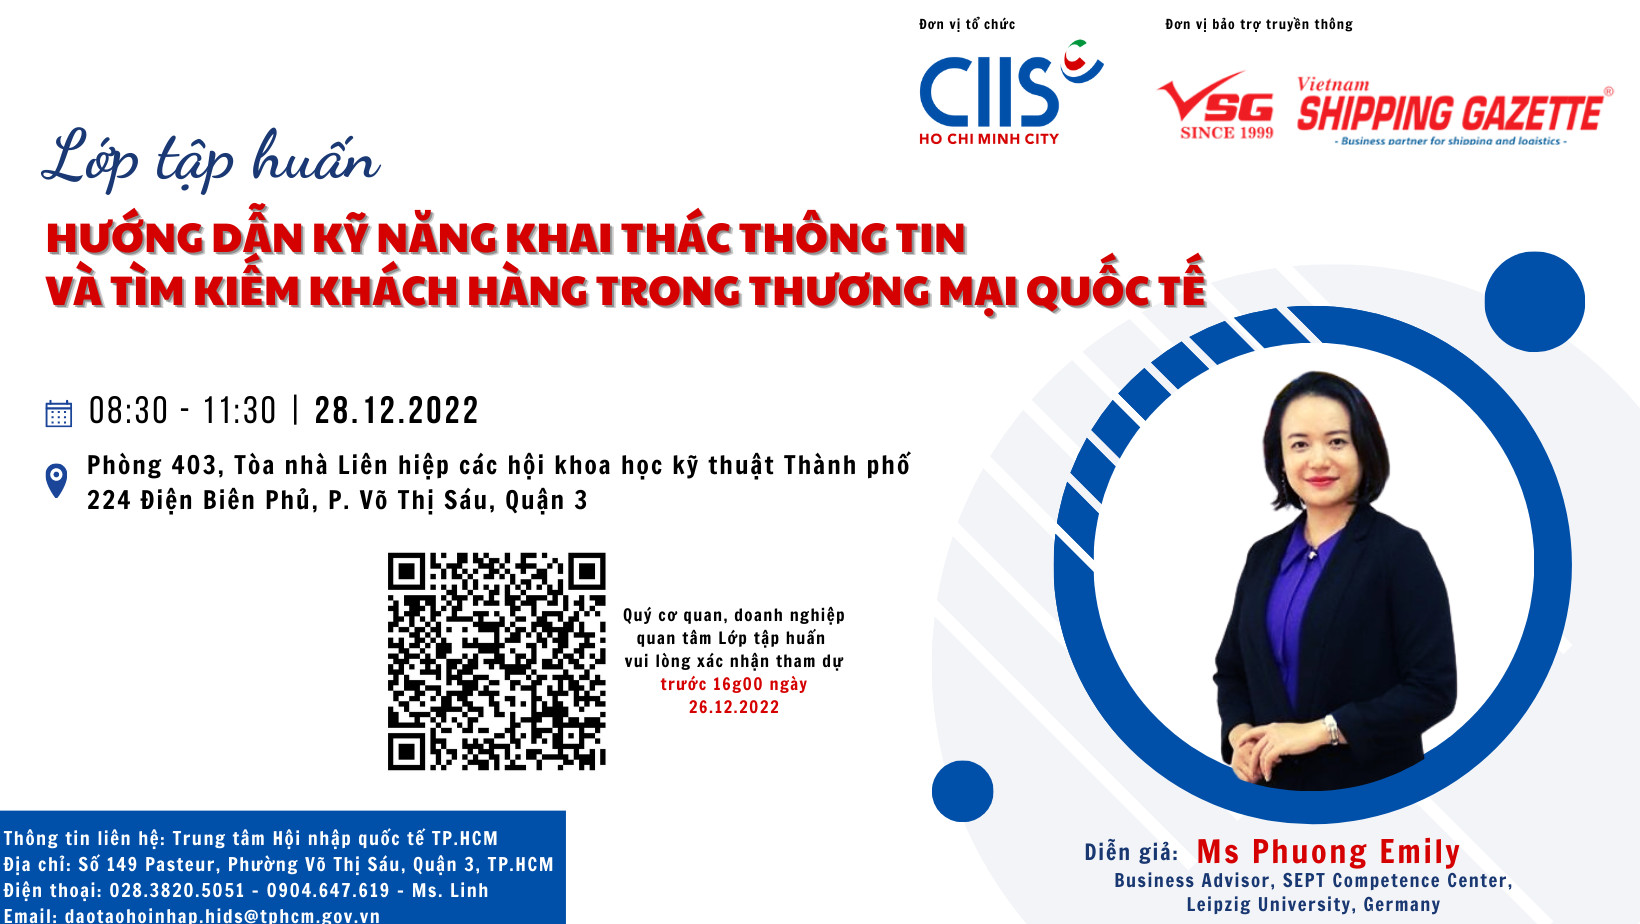 Đơn vị tổ chức
Đơn vị bảo trợ truyền thông
CIIS
HO CHI MINH CITY
VSG
SINCE 1999
Vietnam
SHIPPING GAZETTE®
- Business partner for shipping and logistics -
Lớp tập huấn
HƯỚNG DẪN KỸ NĂNG KHAI THÁC THÔNG TIN
VÀ TÌM KIẾM KHÁCH HÀNG TRONG THƯƠNG MẠI QUỐC TẾ
08:30 - 11:30 | 28.12.2022
Phòng 403, Tòa nhà Liên hiệp các hội khoa học kỹ thuật Thành phố
224 Điện Biên Phủ, P. Võ Thị Sáu, Quận 3
Quý cơ quan, doanh nghiệp
quan tâm Lớp tập huấn
vui lòng xác nhận tham dự
trước 16g00 ngày
26.12.2022
Thông tin liên hệ: Trung tâm Hội nhập quốc tế TP.HCM
Địa chỉ: Số 149 Pasteur, Phường Võ Thị Sáu, Quận 3, TP.HCM
Điện thoại: 028.3820.5051 - 0904.647.619 - Ms. Linh
Email: daotaohoinhap.hids@tphcm.gov.vn
Diễn giả: Ms Phuong Emily
Business Advisor, SEPT Competence Center,
Leipzig University, Germany